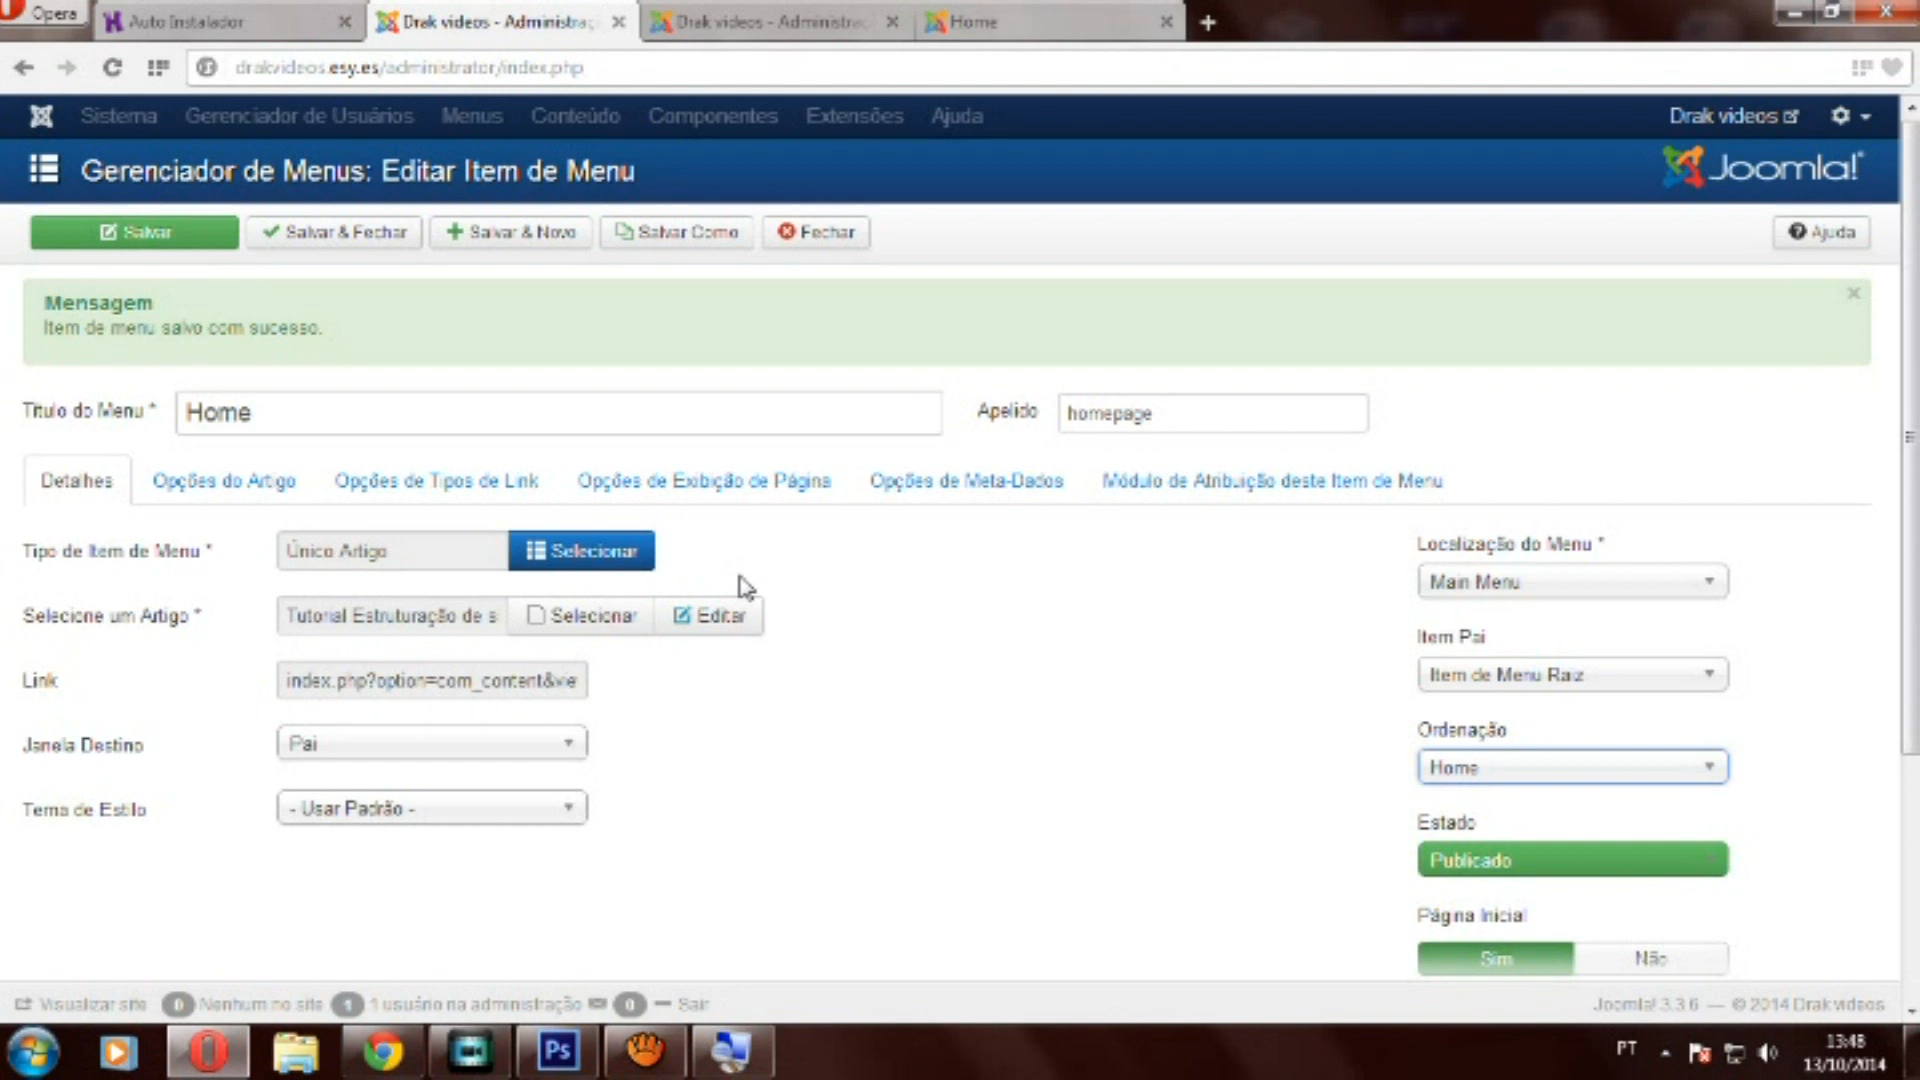 Opera
Auto Instalador
Drak videos - Administraç
Drak videos - Administraç
Home
drakvideos.esy.es/administrator/index.php
Sistema Gerenciador de Usuários Menus Conteúdo Componentes Extensões Ajuda
Drak videos
Gerenciador de Menus: Editar Item de Menu
Joomla!
Salvar
Salvar & Fechar
Salvar & Novo
Salvar Como
Fechar
Ajuda
Mensagem
Item de menu salvo com sucesso.
Título do Menu *
Home
Apelido
homepage
Detalhes
Opções do Artigo
Opções de Tipos de Link
Opções de Exibição de Página
Opções de Meta-Dados
Módulo de Atribuição deste Item de Menu
Tipo de Item de Menu *
Único Artigo
Selecionar
Selecione um Artigo *
Tutorial Estruturação de s
Selecionar
Editar
Link
index.php?option=com_content&vie
Janela Destino
Pai
Tema de Estilo
- Usar Padrão -
Localização do Menu *
Main Menu
Item Pai
Item de Menu Raiz
Ordenação
Home
Estado
Publicado
Página Inicial
Sim
Não
Visualizar site
0 Nenhum no site
1 1 usuário na administração
0
Sair
Joomla! 3.3.6 — © 2014 Drak videos
Ps
PT
13:48
13/10/2014